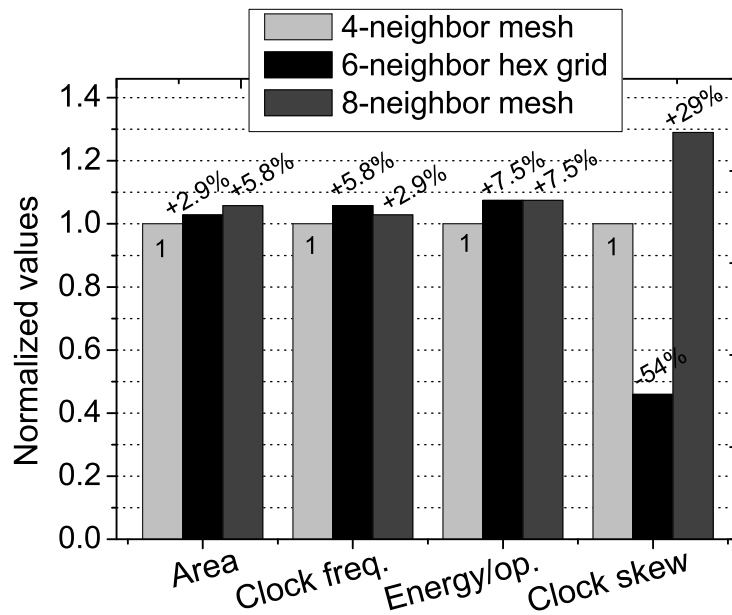 4-neighbor mesh
6-neighbor hex grid
8-neighbor mesh
Normalized values
1.4
1.2
1.0
0.8
0.6
0.4
0.2
0.0
1
+2.9%
+5.8%
1
+5.8%
+2.9%
1
+7.5%
+7.5%
1
-54%
+29%
Area
Clock freq.
Energy/op.
Clock skew